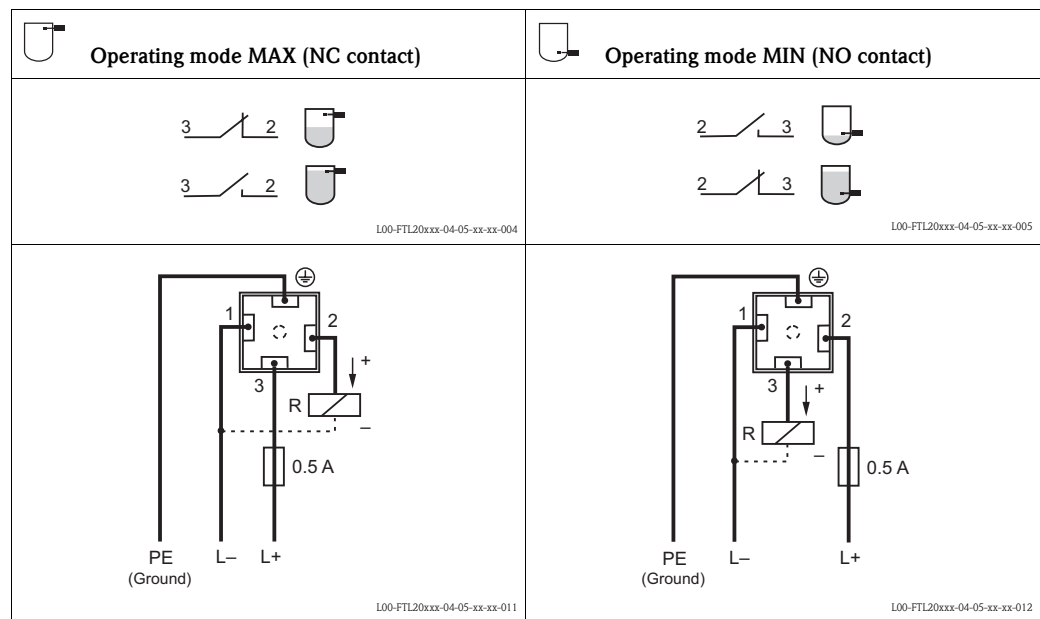 Operating mode MAX (NC contact)
Operating mode MIN (NO contact)
3 2
3 2
L00-FTL20xxx-04-05-xx-xx-004
2 3
2 3
L00-FTL20xxx-04-05-xx-xx-005
1
2
3
+
R
–
0.5 A
PE L– L+
(Ground)
L00-FTL20xxx-04-05-xx-xx-011
1
2
3
+
R
–
0.5 A
PE L– L+
(Ground)
L00-FTL20xxx-04-05-xx-xx-012